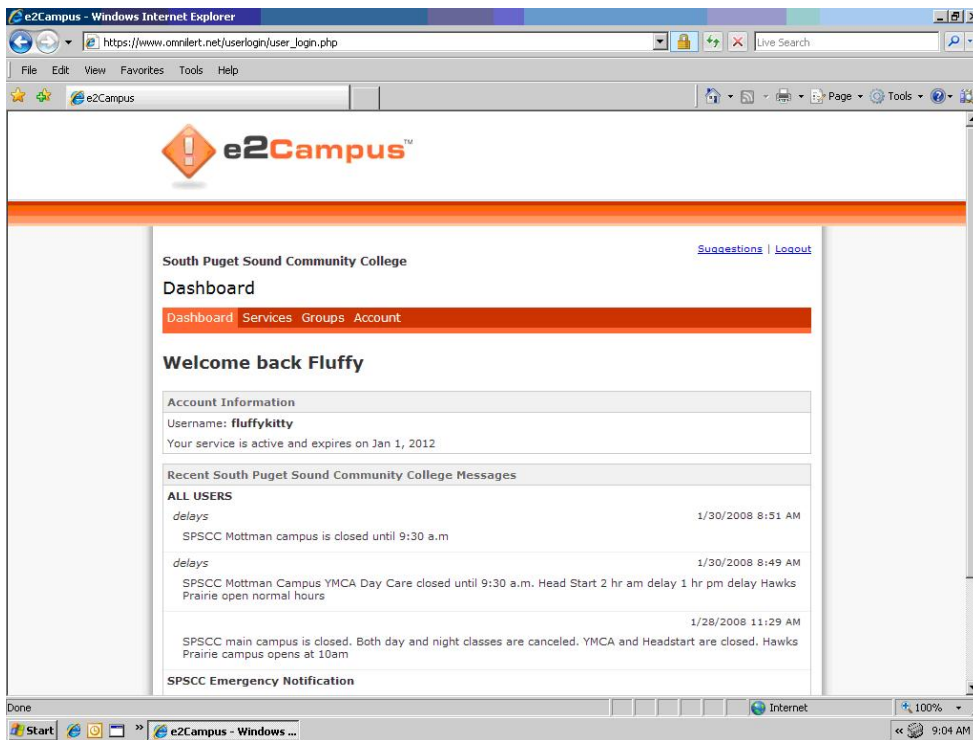 e2Campus - Windows Internet Explorer
https://www.omnilert.net/userlogin/user_login.php
Live Search
File Edit View Favorites Tools Help
e2Campus
Page Tools
e2Campus™
Suggestions | Logout
South Puget Sound Community College
Dashboard
Dashboard Services Groups Account
Welcome back Fluffy
Account Information
Username: fluffykitty
Your service is active and expires on Jan 1, 2012
Recent South Puget Sound Community College Messages
ALL USERS
delays 1/30/2008 8:51 AM
SPSCC Mottman campus is closed until 9:30 a.m
delays 1/30/2008 8:49 AM
SPSCC Mottman Campus YMCA Day Care closed until 9:30 a.m. Head Start 2 hr am delay 1 hr pm delay Hawks
Prairie open normal hours
1/28/2008 11:29 AM
SPSCC main campus is closed. Both day and night classes are canceled. YMCA and Headstart are closed. Hawks
Prairie campus opens at 10am
SPSCC Emergency Notification
Done Internet 100%
Start » e2Campus - Windows ... « 9:04 AM